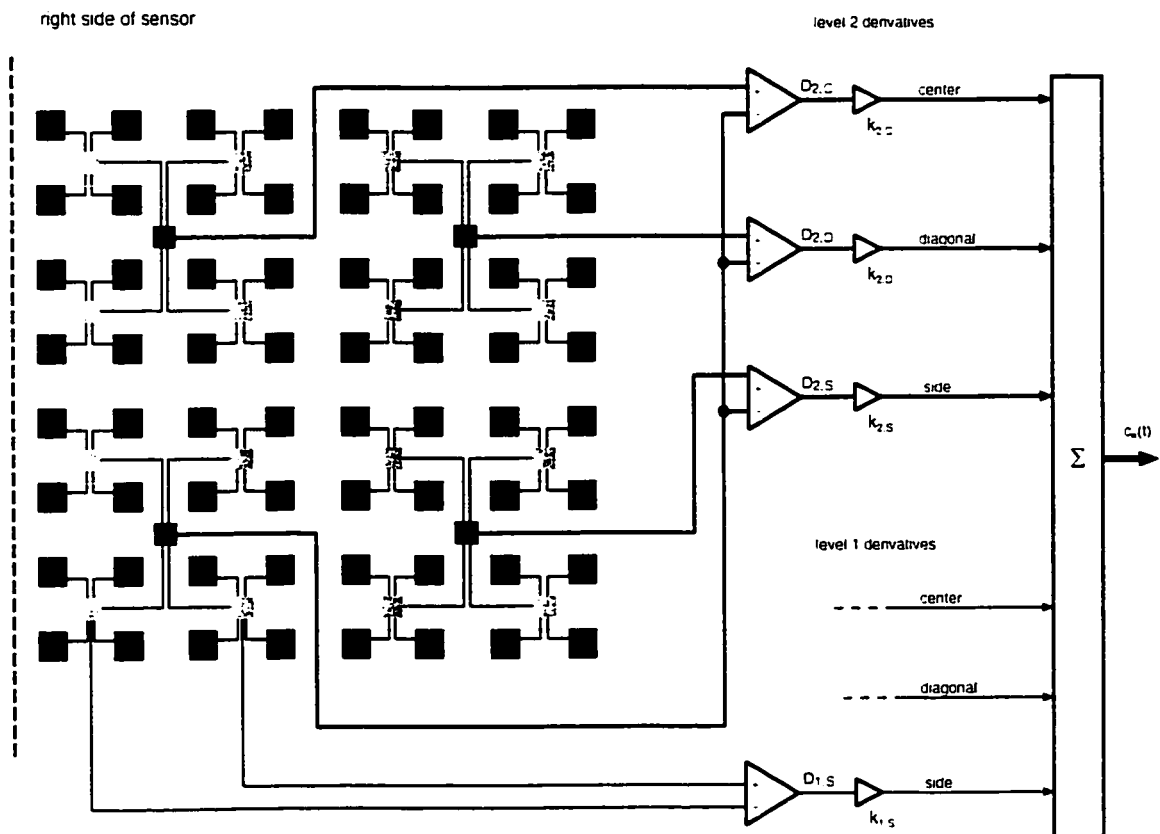 right side of sensor
level 2 derivatives
D2.C
center
k2.C
D2.D
diagonal
k2.D
D2.S
side
k2.S
Σ
level 1 derivatives
center
diagonal
D1.S
side
k1.S